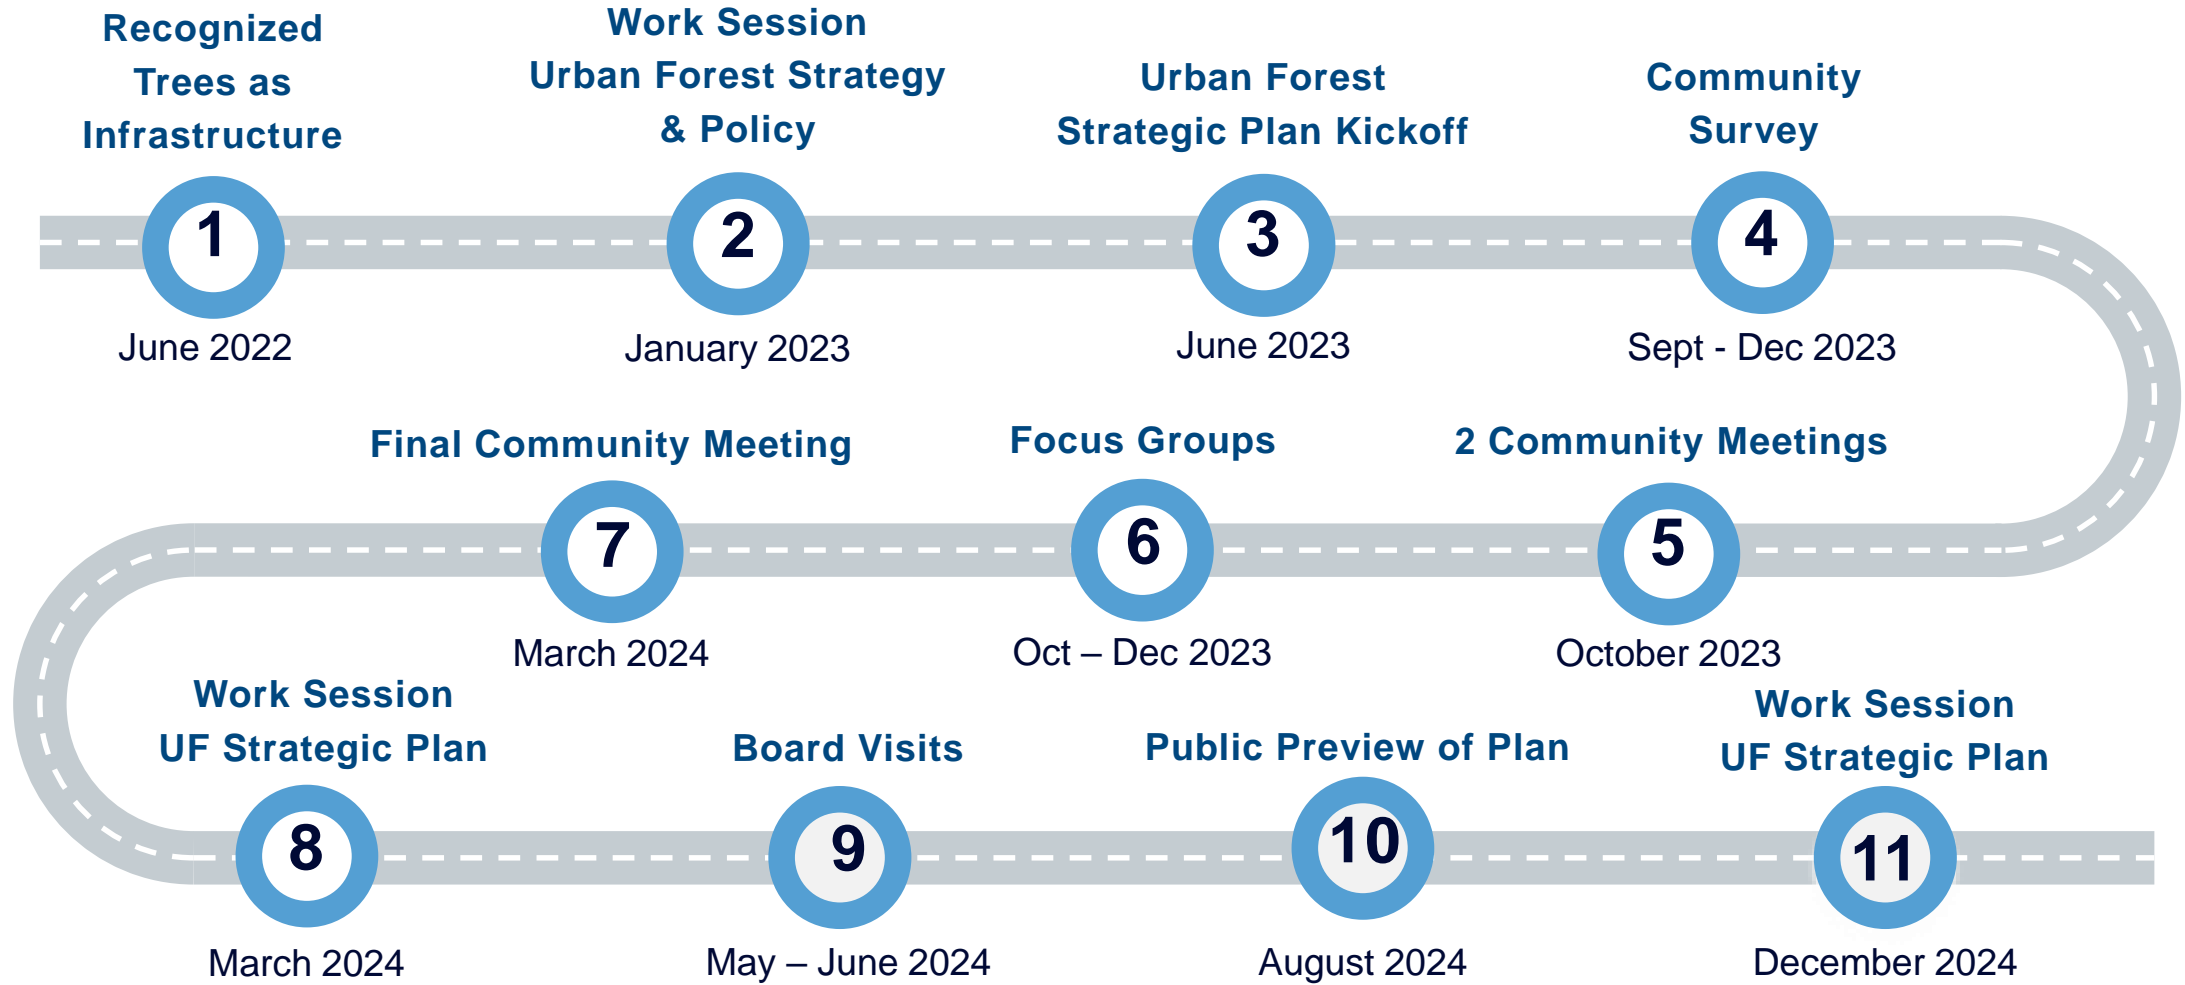 Recognized
Trees as
Infrastructure
1
June 2022
Work Session
Urban Forest Strategy
& Policy
2
January 2023
Urban Forest
Strategic Plan Kickoff
3
June 2023
Community
Survey
4
Sept - Dec 2023
2 Community Meetings
5
October 2023
Focus Groups
6
Oct – Dec 2023
Final Community Meeting
7
March 2024
Work Session
UF Strategic Plan
8
March 2024
Board Visits
9
May – June 2024
Public Preview of Plan
10
August 2024
Work Session
UF Strategic Plan
11
December 2024